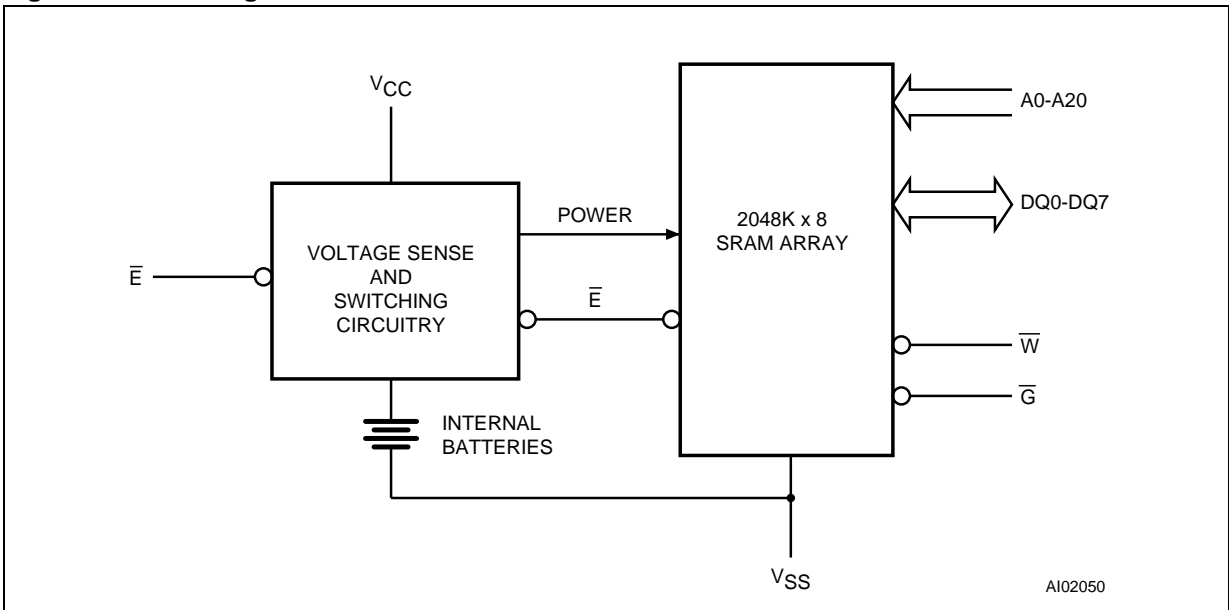 VCC
A0-A20
DQ0-DQ7
POWER
2048K x 8
SRAM ARRAY
VOLTAGE SENSE
AND
SWITCHING
CIRCUITRY
E̅
E̅
W̅
G̅
INTERNAL
BATTERIES
VSS
AI02050